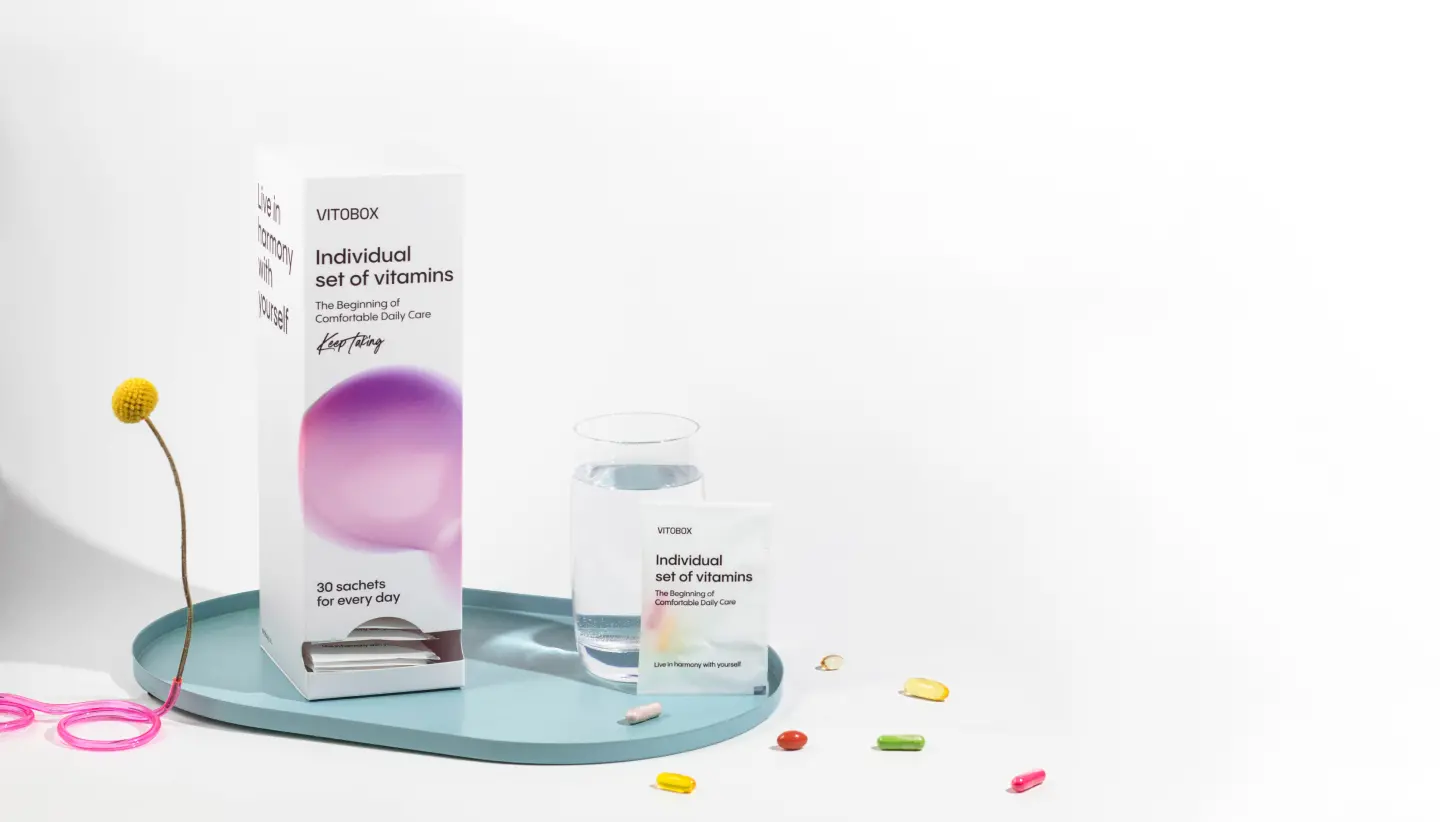 Live in
harmony
with
yourself
VITOBOX
Individual
set of vitamins
The Beginning of
Comfortable Daily Care
Keep taking
30 sachets
for every day
VITOBOX
Individual
set of vitamins
The Beginning of
Comfortable Daily Care
Live in harmony with yourself